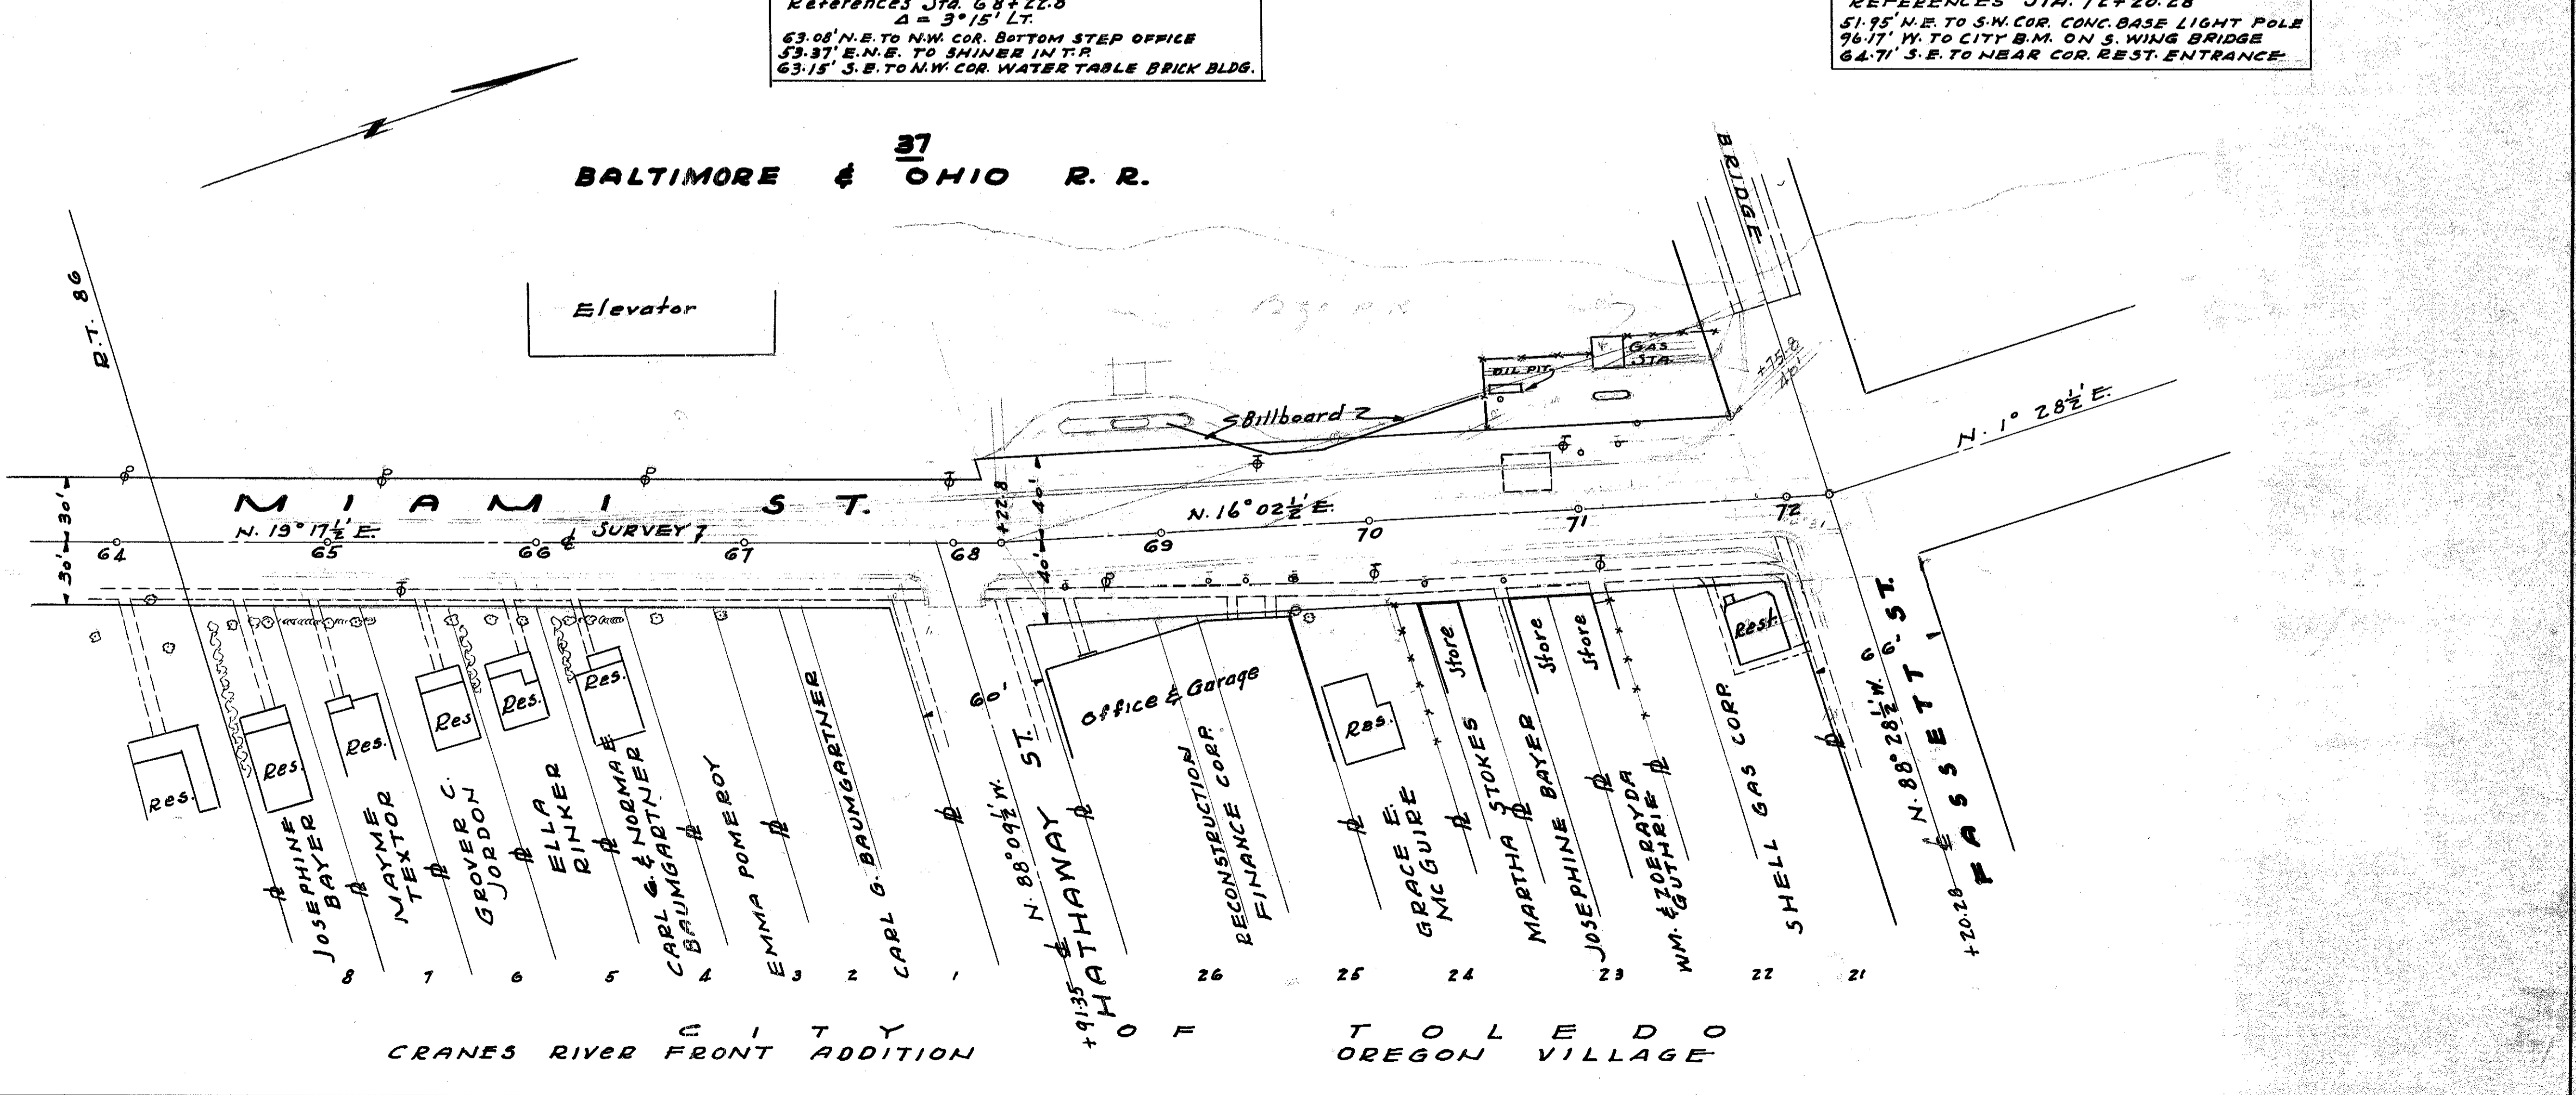 References Sta. 68+22.8
Δ = 3°15' LT.
63.08' N.E. TO N.W. COR. BOTTOM STEP OFFICE
53.37' E.N.E. TO SHINER IN T.P.
63.15' S.E. TO N.W. COR. WATER TABLE BRICK BLDG.
REFERENCES STA. 72+20.28
51.95' N.E. TO S.W. COR. CONC. BASE LIGHT POLE
96.17' W. TO CITY B.M. ON S. WING BRIDGE
64.71' S.E. TO NEAR COR. REST. ENTRANCE
37
BALTIMORE & OHIO R. R.
BRIDGE
R.T. 86
Elevator
GAS STA.
OIL PIT
+75.8
40'
Billboard
N. 1° 28½' E.
30' 30'
MIAMI ST.
N. 19° 17½' E.
℄ SURVEY
+22.8
40' 40'
N. 16° 02½' E.
64 65 66 67 68 69 70 71 72
Res.
Res.
Res.
Res
Res.
Res.
60'
Office & Garage
Res.
Store
Store
Store
Rest.
JOSEPHINE BAYER
MAYME TEXTOR
GROVER C. JORDON
ELLA RINKER
CARL G. & NORMA E. BAUMGARTNER
EMMA POMEROY
BAUMGARTNER
CARL G. BAUMGARTNER
N. 88° 09½' W.
℄ HATHAWAY ST.
+91.35
RECONSTRUCTION FINANCE CORP.
GRACE E. MC GUIRE
MARTHA STOKES
JOSEPHINE BAYER
WM. & ZOERAYDA GUTHRIE
SHELL GAS CORP.
N. 88° 28½' W. 66'
℄ FASSETT ST.
+20.28
8 7 6 5 4 3 2 1 26 25 24 23 22 21
CITY OF TOLEDO
CRANES RIVER FRONT ADDITION
OREGON VILLAGE